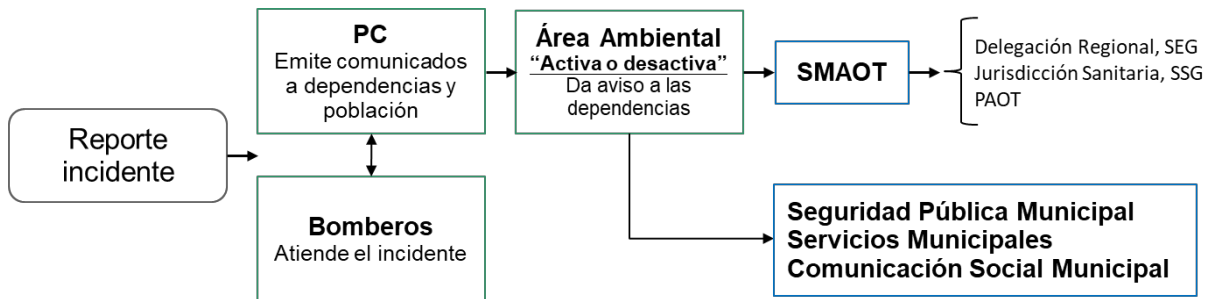 Reporte
incidente
PC
Emite comunicados
a dependencias y
población
Bomberos
Atiende el incidente
Área Ambiental
“Activa o desactiva”
Da aviso a las
dependencias
SMAOT
Delegación Regional, SEG
Jurisdicción Sanitaria, SSG
PAOT
Seguridad Pública Municipal
Servicios Municipales
Comunicación Social Municipal